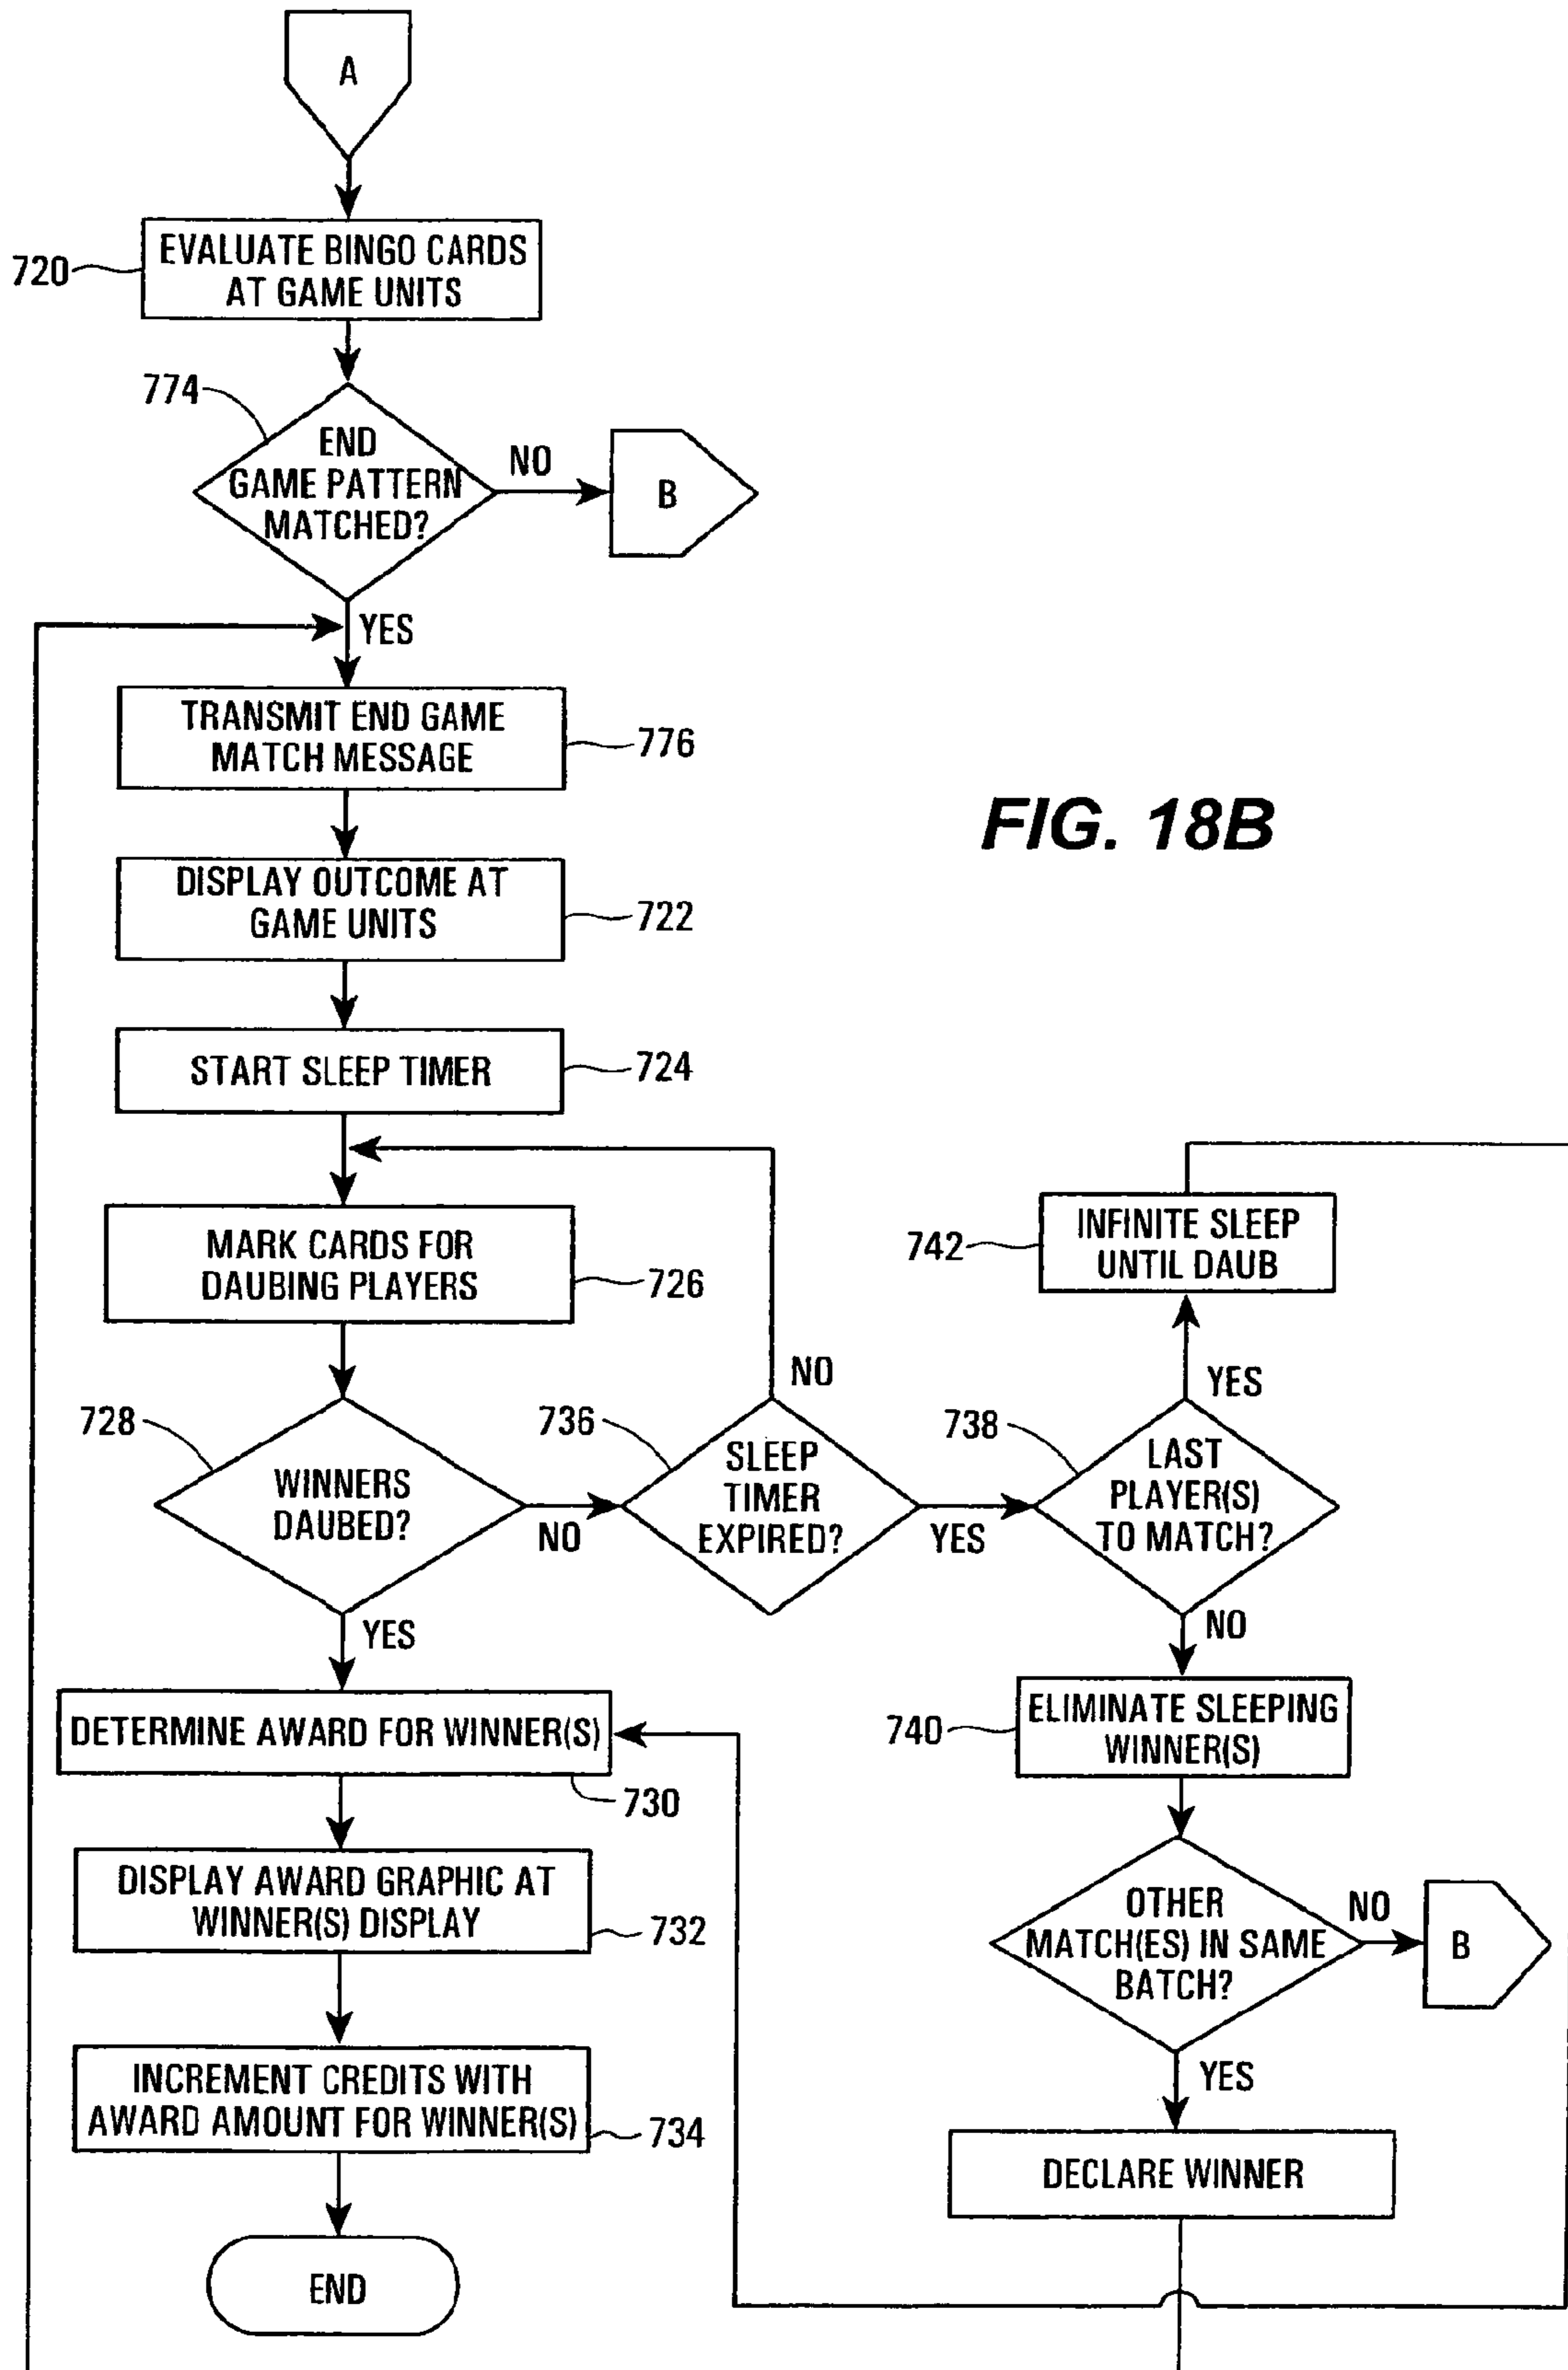 A
720
EVALUATE BINGO CARDS
AT GAME UNITS
774
END
GAME PATTERN
MATCHED?
NO
B
YES
TRANSMIT END GAME
MATCH MESSAGE
776
FIG. 18B
DISPLAY OUTCOME AT
GAME UNITS
722
START SLEEP TIMER
724
MARK CARDS FOR
DAUBING PLAYERS
726
742
INFINITE SLEEP
UNTIL DAUB
728
WINNERS
DAUBED?
NO
736
SLEEP
TIMER
EXPIRED?
NO
YES
738
LAST
PLAYER(S)
TO MATCH?
YES
NO
YES
DETERMINE AWARD FOR WINNER(S)
730
740
ELIMINATE SLEEPING
WINNER(S)
DISPLAY AWARD GRAPHIC AT
WINNER(S) DISPLAY
732
OTHER
MATCH(ES) IN SAME
BATCH?
NO
B
YES
INCREMENT CREDITS WITH
AWARD AMOUNT FOR WINNER(S)
734
DECLARE WINNER
END